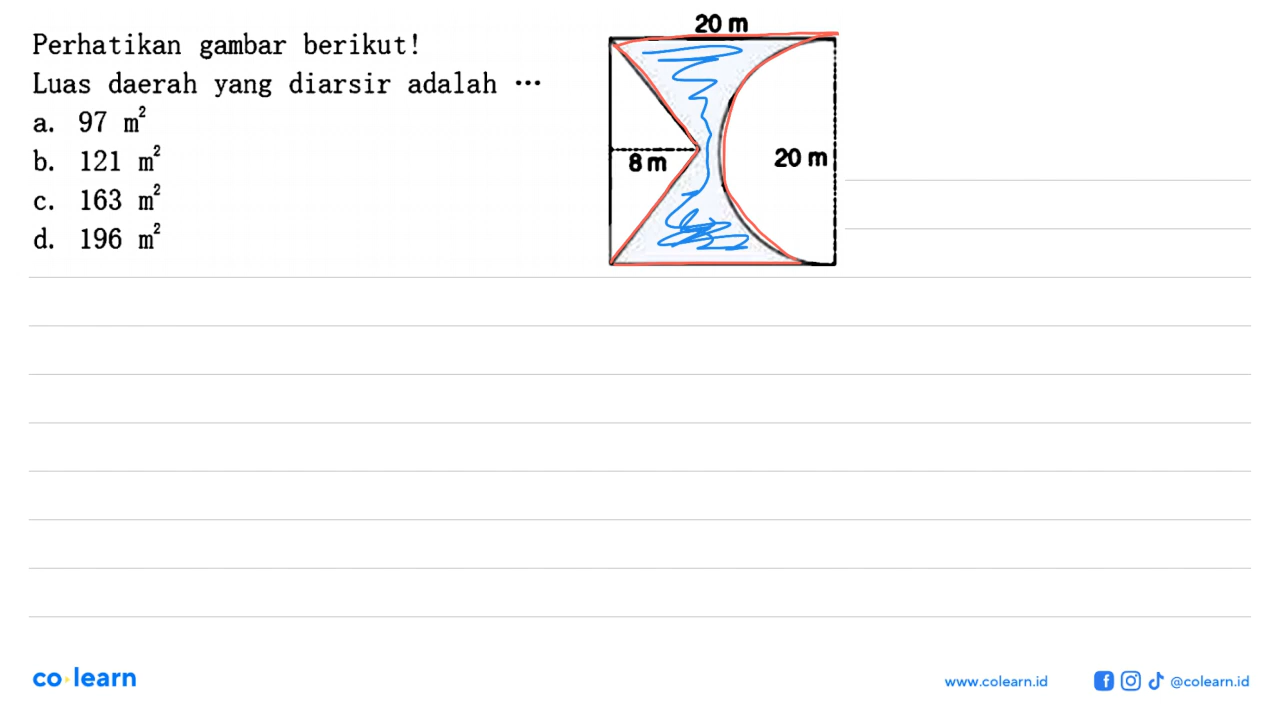 Perhatikan gambar berikut!
Luas daerah yang diarsir adalah ...
a. 97 m²
b. 121 m²
c. 163 m²
d. 196 m²
20 m
8 m
20 m
co learn
www.colearn.id
@colearn.id